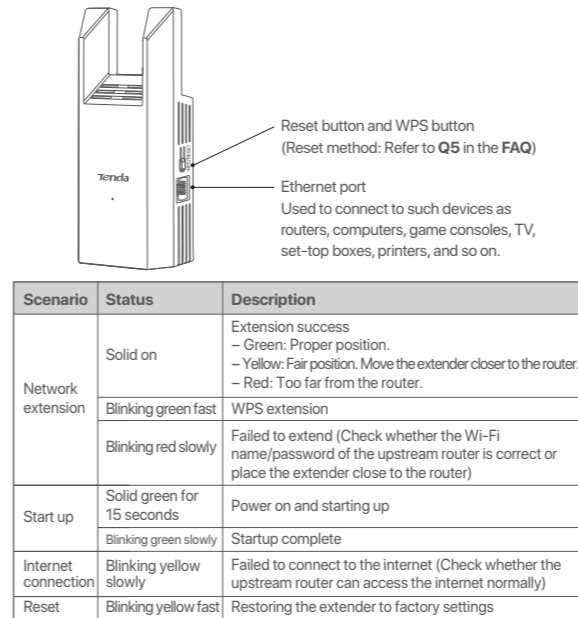 Reset button and WPS button
(Reset method: Refer to Q5 in the FAQ)
Tenda
Ethernet port
Used to connect to such devices as
routers, computers, game consoles, TV,
set-top boxes, printers, and so on.
Scenario Status Description
Network
extension
Solid on
Extension success
– Green: Proper position.
– Yellow: Fair position. Move the extender closer to the router.
– Red: Too far from the router.
Blinking green fast WPS extension
Blinking red slowly
Failed to extend (Check whether the Wi-Fi
name/password of the upstream router is correct or
place the extender close to the router)
Start up
Solid green for
15 seconds
Power on and starting up
Blinking green slowly Startup complete
Internet
connection
Blinking yellow
slowly
Failed to connect to the internet (Check whether the
upstream router can access the internet normally)
Reset Blinking yellow fast Restoring the extender to factory settings